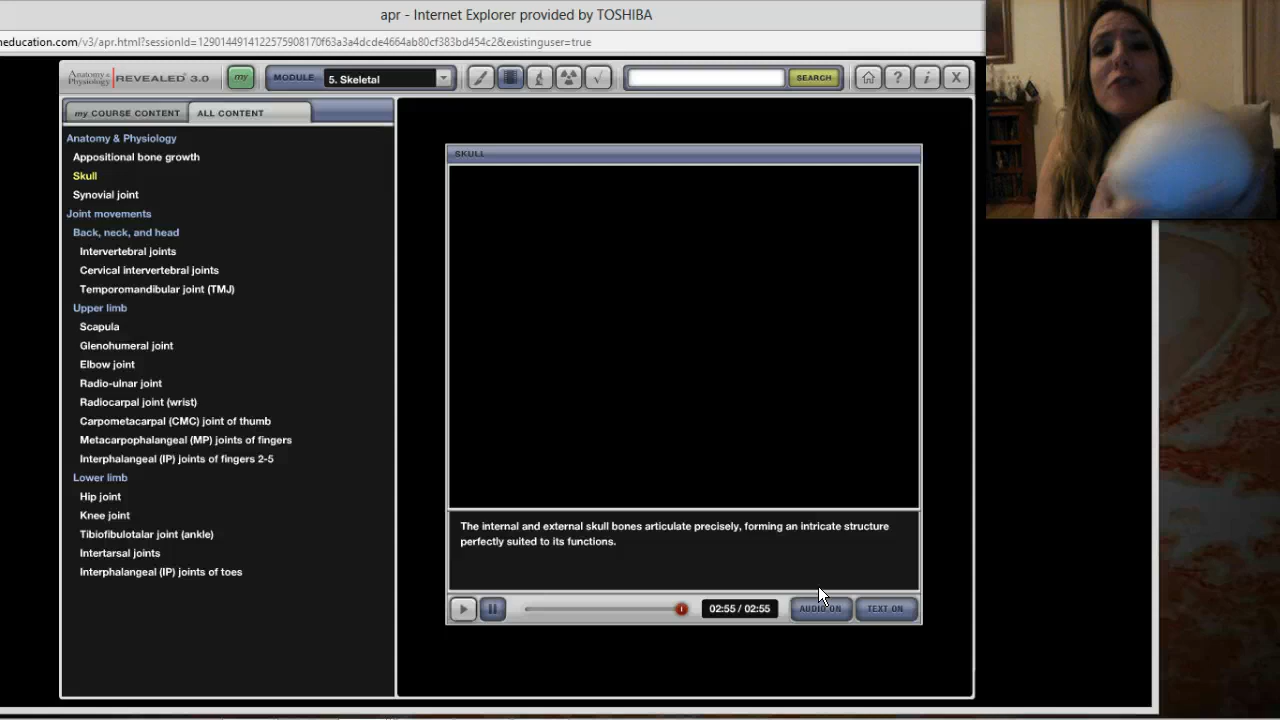 apr - Internet Explorer provided by TOSHIBA
neducation.com/v3/apr.html?sessionId=1290144914122575908170f63a3a4dcde4664ab80cf383bd454c2&existinguser=true
Anatomy & Physiology REVEALED 3.0
my
MODULE 5. Skeletal
SEARCH
? i X
my COURSE CONTENT
ALL CONTENT
Anatomy & Physiology
Appositional bone growth
Skull
Synovial joint
Joint movements
Back, neck, and head
Intervertebral joints
Cervical intervertebral joints
Temporomandibular joint (TMJ)
Upper limb
Scapula
Glenohumeral joint
Elbow joint
Radio-ulnar joint
Radiocarpal joint (wrist)
Carpometacarpal (CMC) joint of thumb
Metacarpophalangeal (MP) joints of fingers
Interphalangeal (IP) joints of fingers 2-5
Lower limb
Hip joint
Knee joint
Tibiofibulotalar joint (ankle)
Intertarsal joints
Interphalangeal (IP) joints of toes
SKULL
The internal and external skull bones articulate precisely, forming an intricate structure
perfectly suited to its functions.
02:55 / 02:55
AUDIO ON
TEXT ON